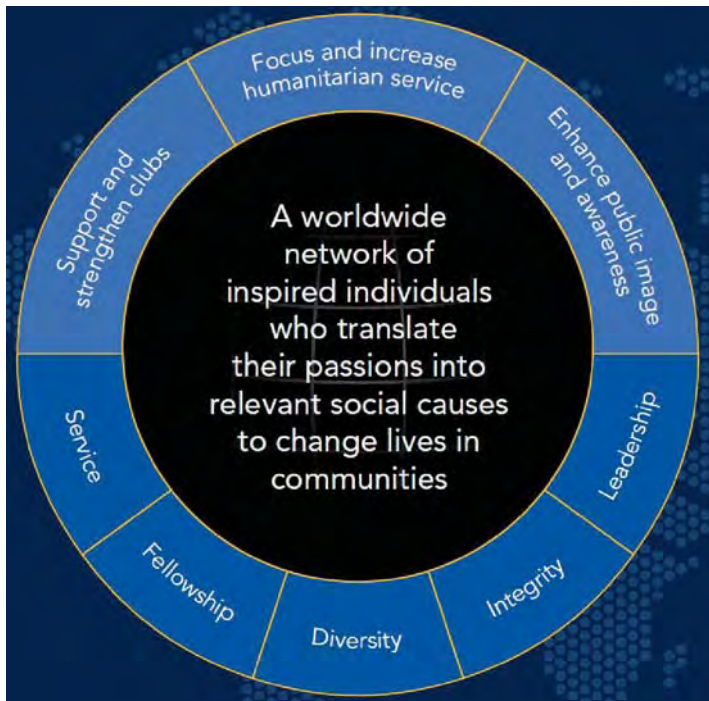 Focus and increase
humanitarian service
Enhance public image
and awareness
Support and
strengthen clubs
A worldwide
network of
inspired individuals
who translate
their passions into
relevant social causes
to change lives in
communities
Service
Fellowship
Diversity
Integrity
Leadership